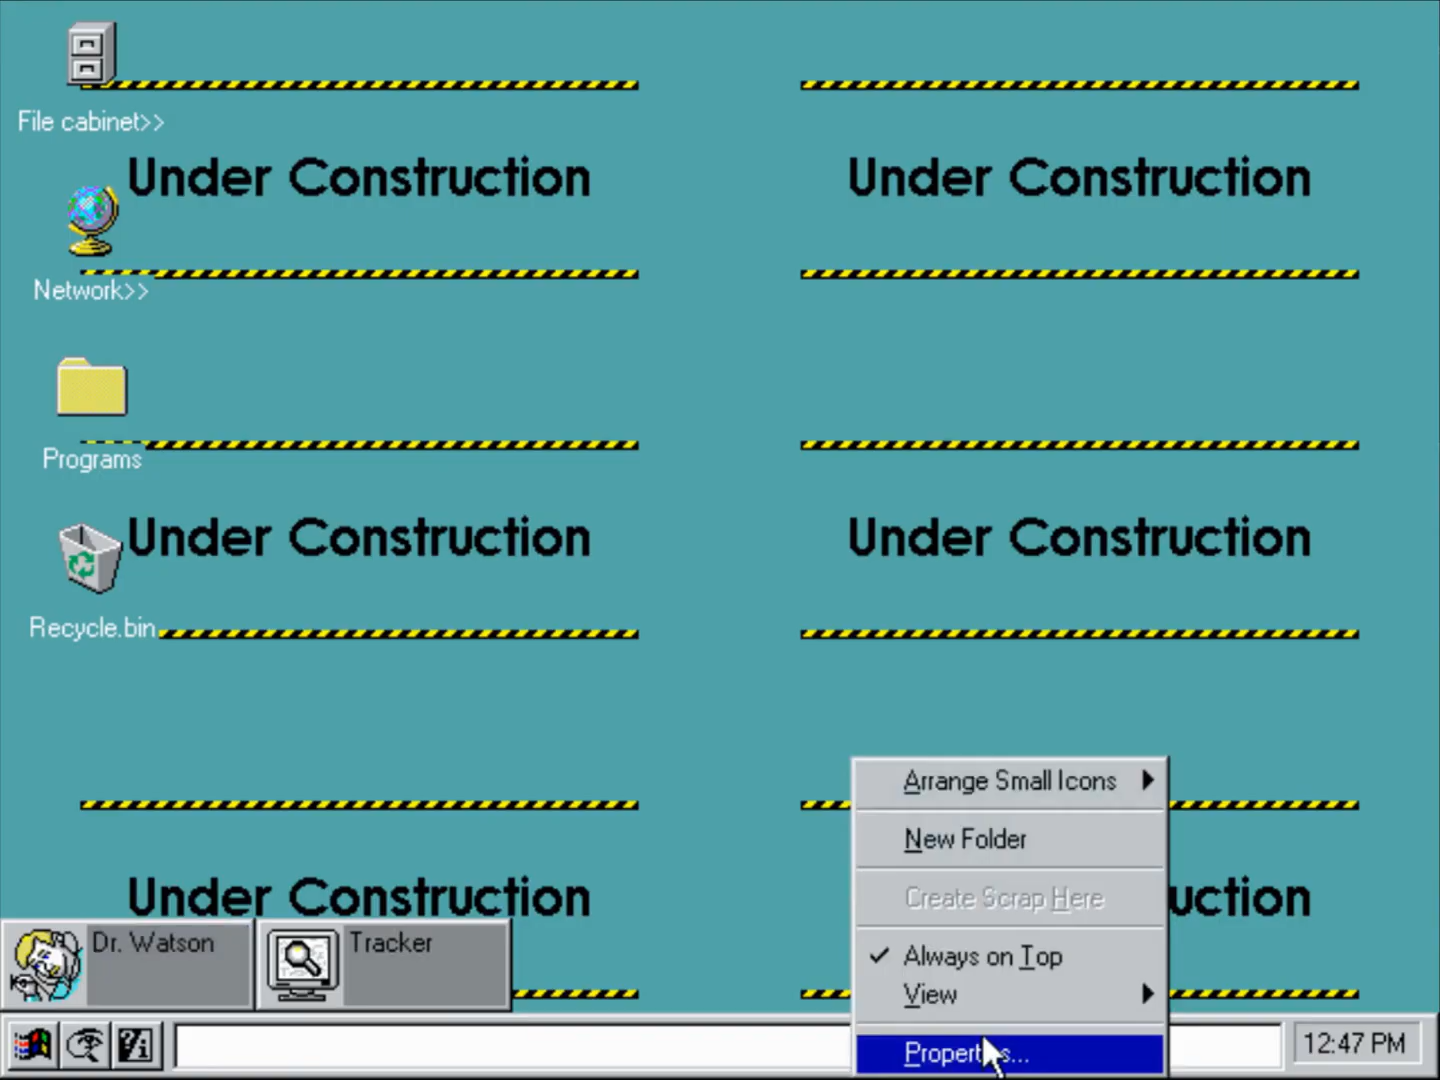 File cabinet>>
Under Construction
Under Construction
Network>>
Programs
Under Construction
Under Construction
Recycle.bin
Arrange Small Icons
New Folder
Create Scrap Here
Under Construction
uction
Dr. Watson
Tracker
Always on Top
View
Properties...
12:47 PM